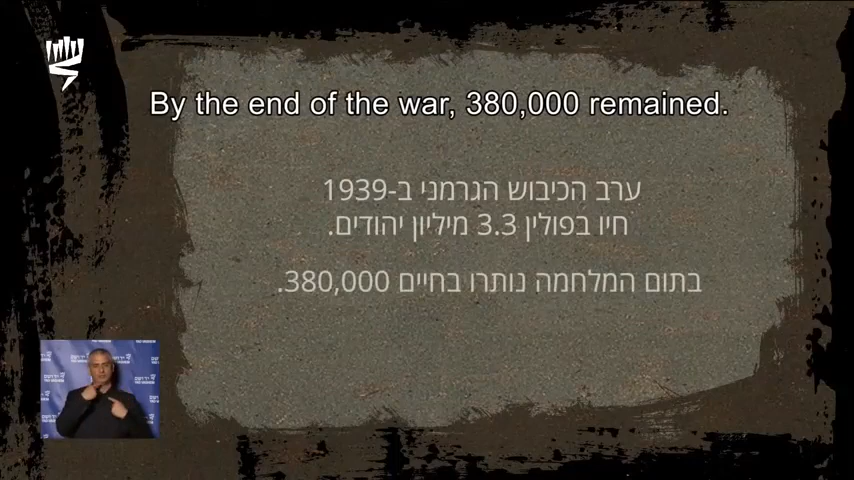 By the end of the war, 380,000 remained.
ערב הכיבוש הגרמני ב-1939
חיו בפולין 3.3 מיליון יהודים.
בתום המלחמה נותרו בחיים 380,000.